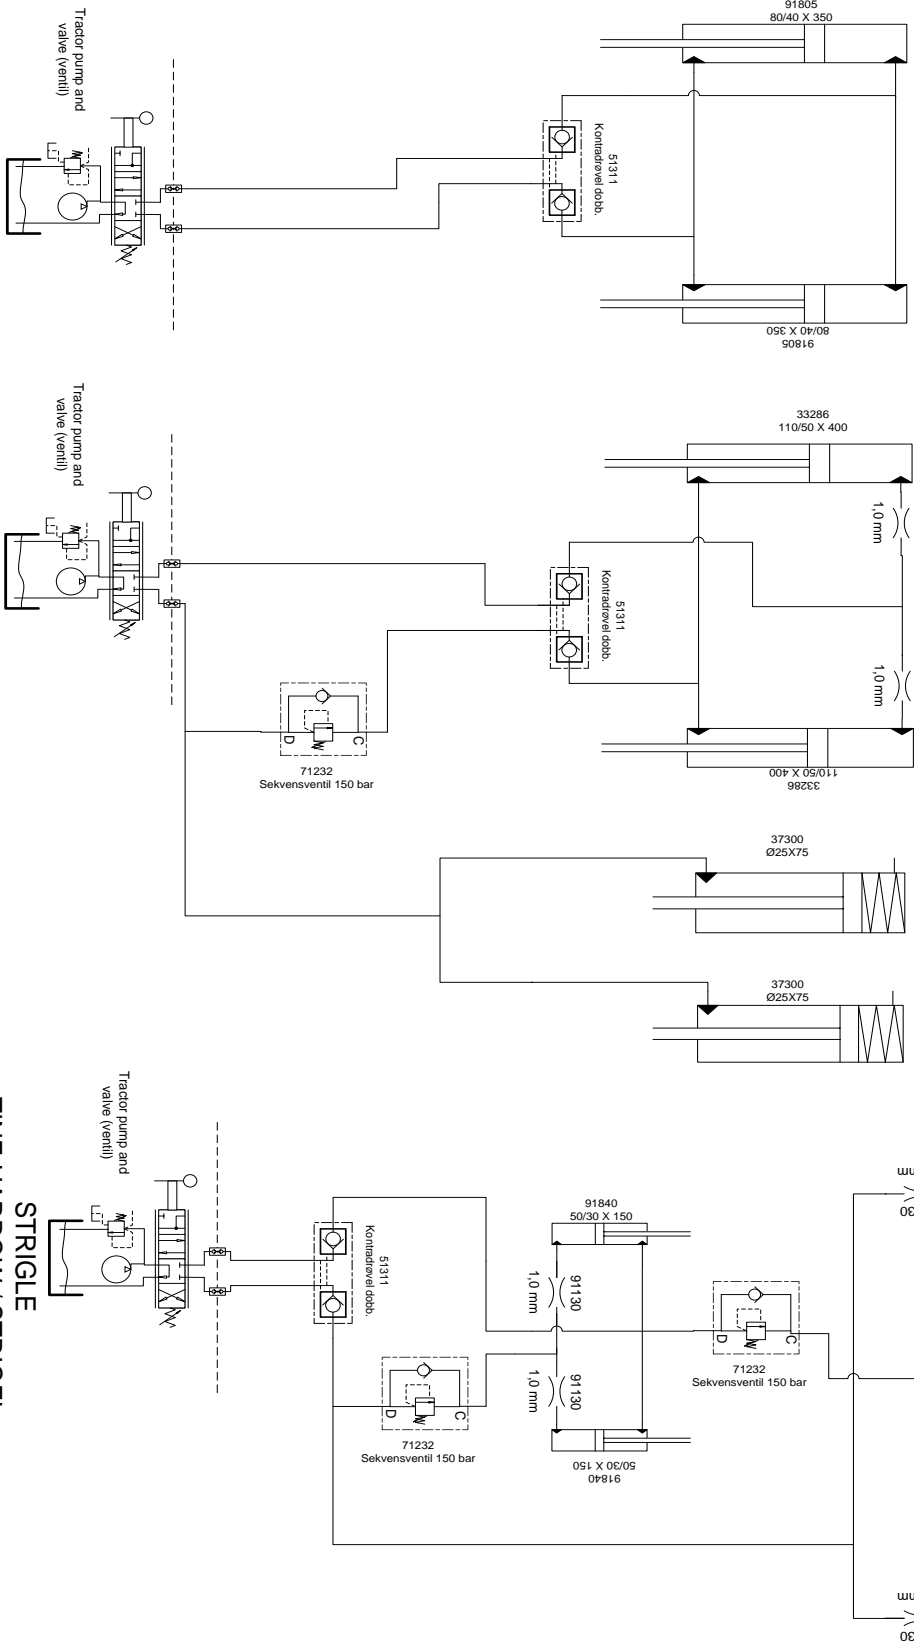 91805
80/40 X 350
Tractor pump and
valve (ventil)
51311
Kontradrøvel dobb.
80/40 X 350
91805
33286
110/50 X 400
Tractor pump and
valve (ventil)
1,0 mm
51311
Kontradrøvel dobb.
1,0 mm
D
C
71232
Sekvensventil 150 bar
110/50 X 400
33286
37300
Ø25X75
37300
Ø25X75
Tractor pump and
valve (ventil)
STRIGLE
51311
Kontradrøvel dobb.
91840
50/30 X 150
91130
1,0 mm
91130
1,0 mm
D
C
71232
Sekvensventil 150 bar
D
C
71232
Sekvensventil 150 bar
50/30 X 150
91840
30
30